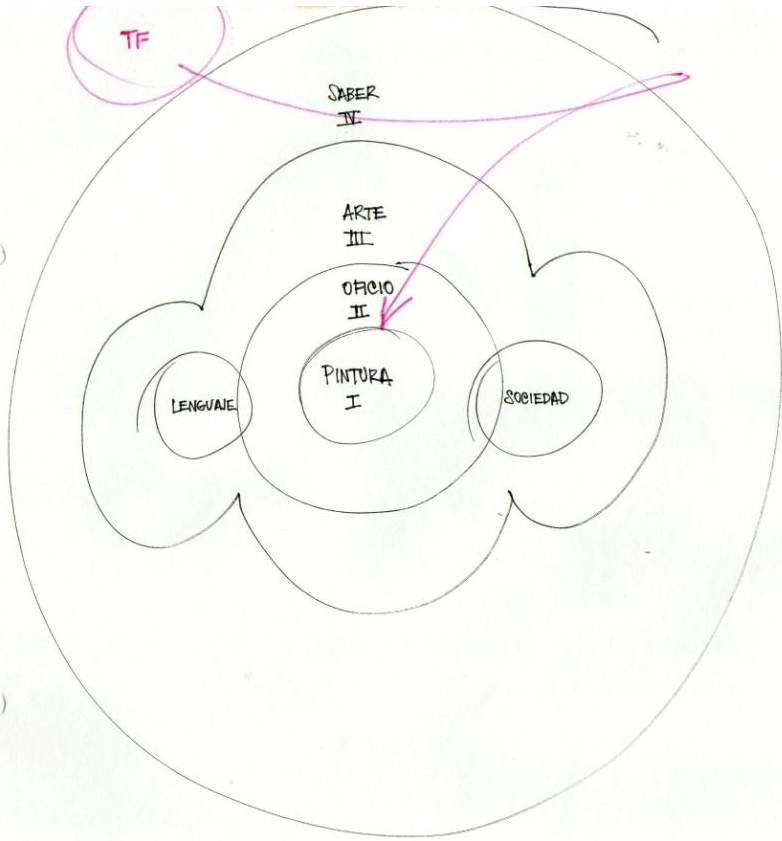 TF
SABER
IV
ARTE
III
OFICIO
II
PINTURA
I
LENGUAJE
SOCIEDAD